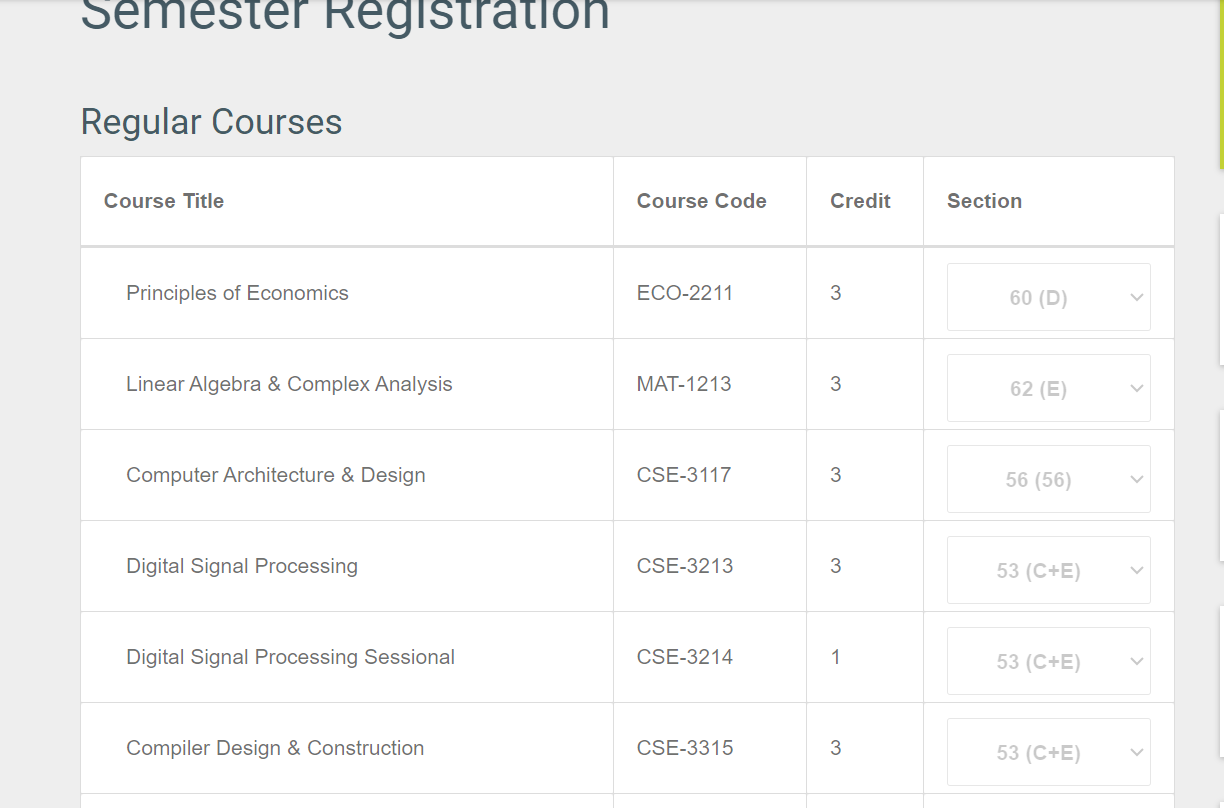 Semester Registration
Regular Courses
Course Title Course Code Credit Section
Principles of Economics ECO-2211 3 60 (D)
Linear Algebra & Complex Analysis MAT-1213 3 62 (E)
Computer Architecture & Design CSE-3117 3 56 (56)
Digital Signal Processing CSE-3213 3 53 (C+E)
Digital Signal Processing Sessional CSE-3214 1 53 (C+E)
Compiler Design & Construction CSE-3315 3 53 (C+E)